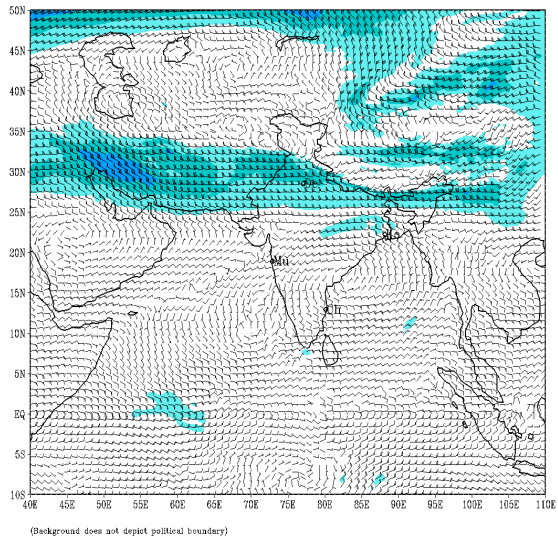 50N
45N
40N
35N
30N
25N
20N
Mu
15N
10N
5N
EQ
5S
10S
40E 45E 50E 55E 60E 65E 70E 75E 80E 85E 90E 95E 100E 105E 110E
(Background does not depict political boundary)